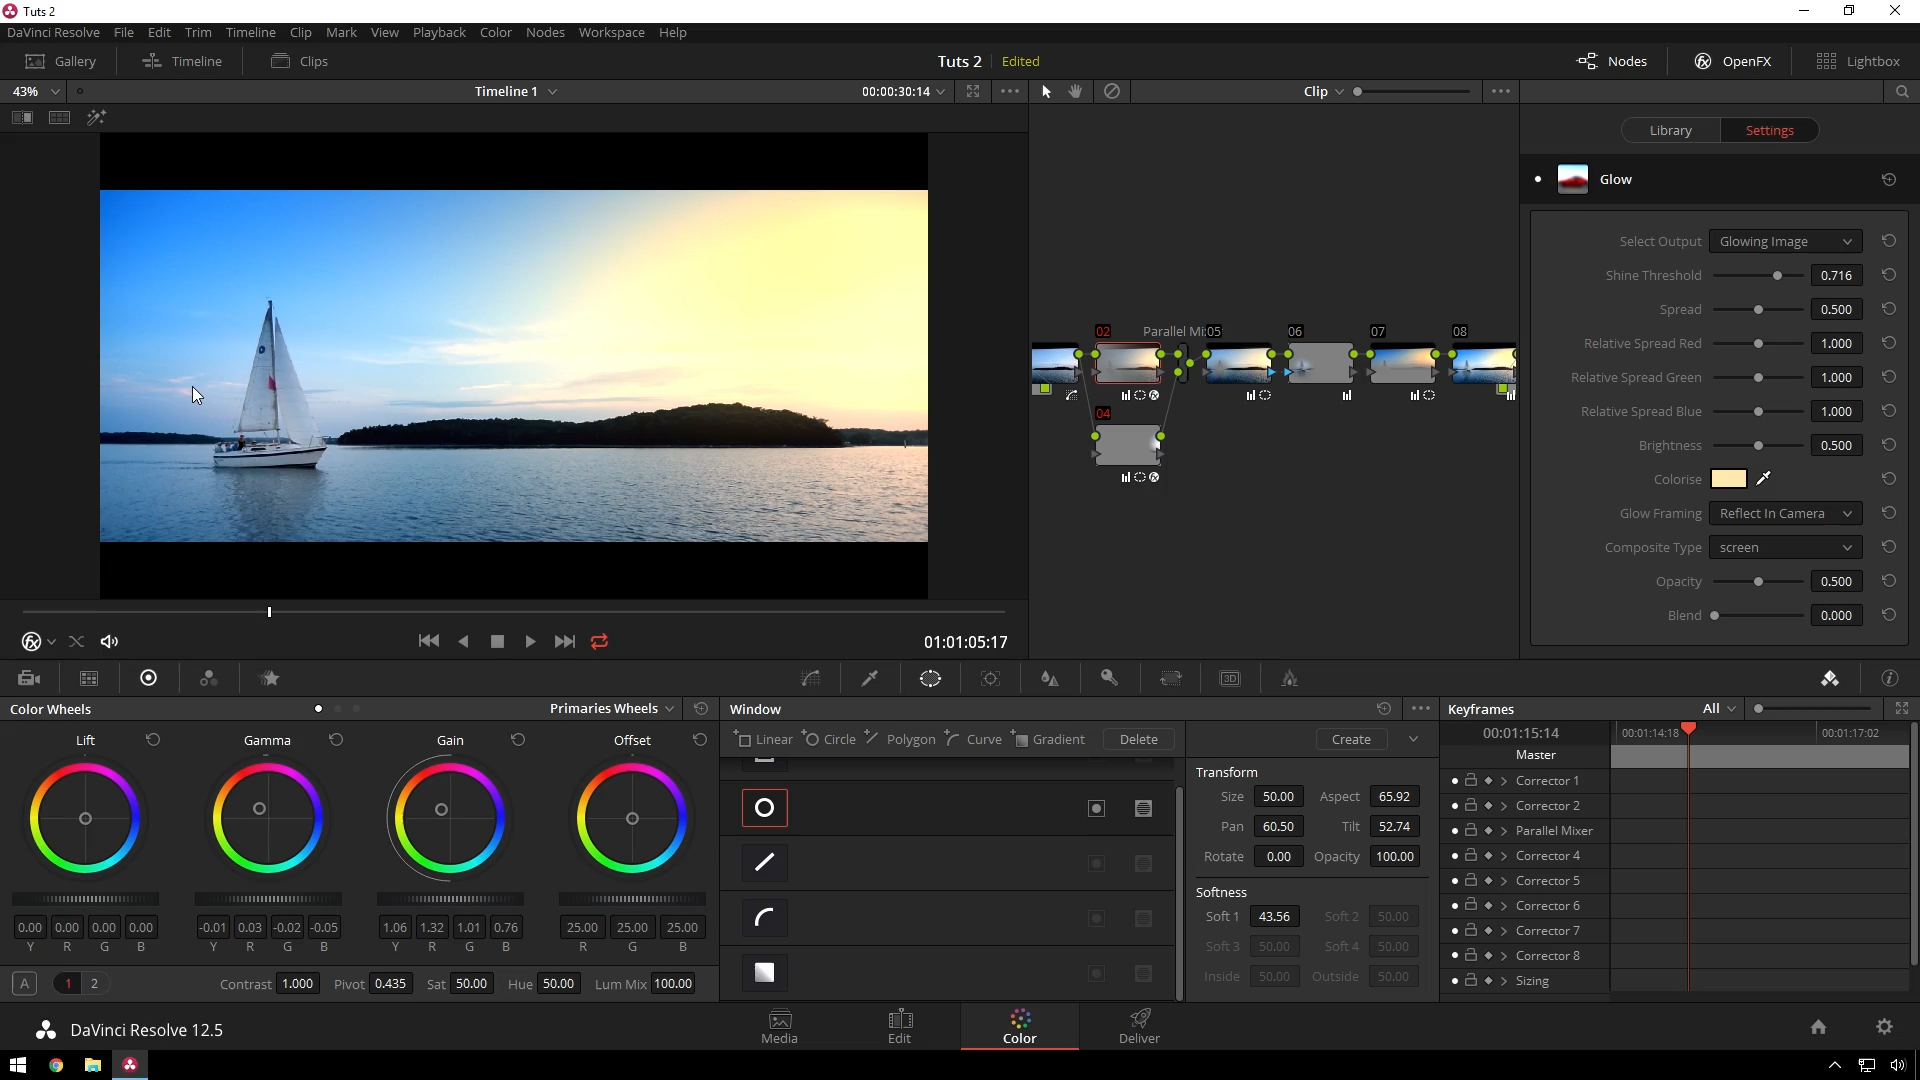 Tuts 2
DaVinci Resolve File Edit Trim Timeline Clip Mark View Playback Color Nodes Workspace Help
Gallery Timeline Clips Tuts 2 Edited Nodes OpenFX Lightbox
43% Timeline 1 00:00:30:14 Clip
Library Settings
Glow
Select Output Glowing Image
Shine Threshold 0.716
Spread 0.500
Relative Spread Red 1.000
Relative Spread Green 1.000
Relative Spread Blue 1.000
Brightness 0.500
Colorise
Glow Framing Reflect In Camera
Composite Type screen
Opacity 0.500
Blend 0.000
02 Parallel Mi: 05 06 07 08
04
01:01:05:17
3D
Color Wheels Primaries Wheels
Lift Gamma Gain Offset
0.00 0.00 0.00 0.00 -0.01 0.03 -0.02 -0.05 1.06 1.32 1.01 0.76 25.00 25.00 25.00
Y R G B Y R G B Y R G B R G B
A 1 2 Contrast 1.000 Pivot 0.435 Sat 50.00 Hue 50.00 Lum Mix 100.00
Window
Linear Circle Polygon Curve Gradient Delete
Create
Transform
Size 50.00 Aspect 65.92
Pan 60.50 Tilt 52.74
Rotate 0.00 Opacity 100.00
Softness
Soft 1 43.56 Soft 2 50.00
Soft 3 50.00 Soft 4 50.00
Inside 50.00 Outside 50.00
Keyframes All
00:01:15:14 00:01:14:18 00:01:17:02
Master
Corrector 1
Corrector 2
Parallel Mixer
Corrector 4
Corrector 5
Corrector 6
Corrector 7
Corrector 8
Sizing
DaVinci Resolve 12.5
Media Edit Color Deliver